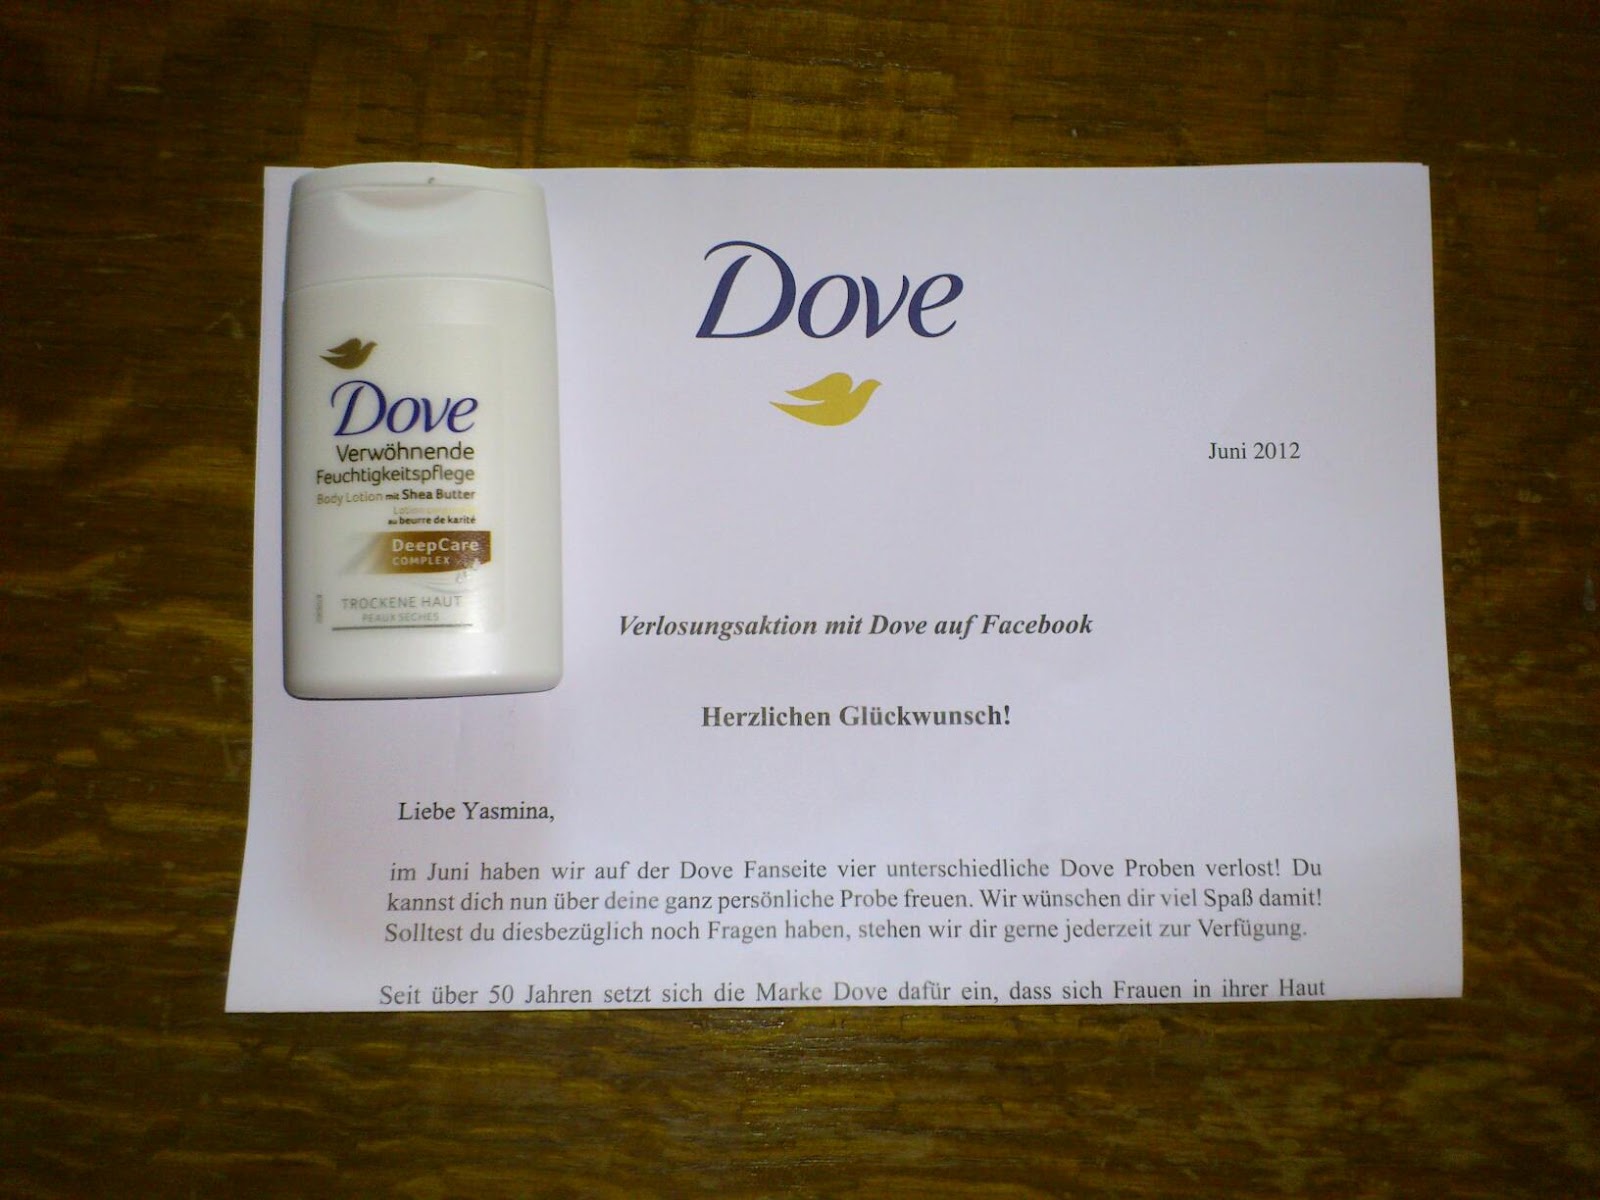 Dove
Verwöhnende
Feuchtigkeitspflege
Body Lotion mit Shea Butter
Lotion
au beurre de karité
DeepCare
COMPLEX
TROCKENE HAUT
PEAUX SÈCHES
Dove
Juni 2012
Verlosungsaktion mit Dove auf Facebook
Herzlichen Glückwunsch!
Liebe Yasmina,
im Juni haben wir auf der Dove Fanseite vier unterschiedliche Dove Proben verlost! Du
kannst dich nun über deine ganz persönliche Probe freuen. Wir wünschen dir viel Spaß damit!
Solltest du diesbezüglich noch Fragen haben, stehen wir dir gerne jederzeit zur Verfügung.
Seit über 50 Jahren setzt sich die Marke Dove dafür ein, dass sich Frauen in ihrer Haut